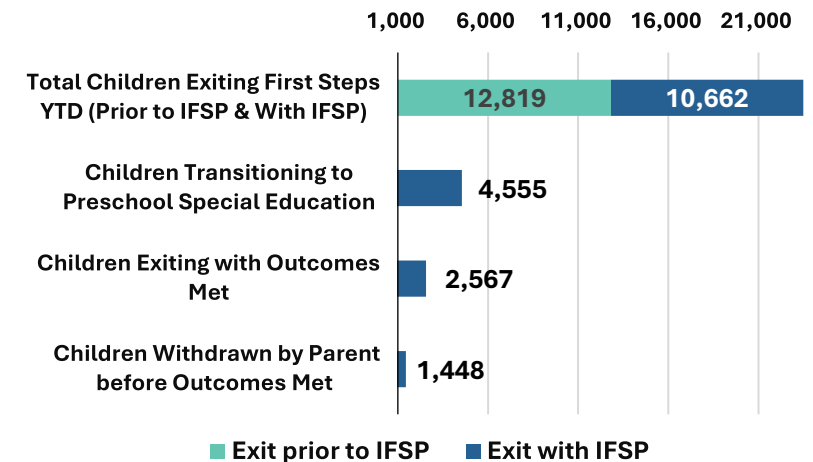 1,000 6,000 11,000 16,000 21,000
Total Children Exiting First Steps
YTD (Prior to IFSP & With IFSP)
12,819 10,662
Children Transitioning to
Preschool Special Education
4,555
Children Exiting with Outcomes
Met
2,567
Children Withdrawn by Parent
before Outcomes Met
1,448
Exit prior to IFSP Exit with IFSP